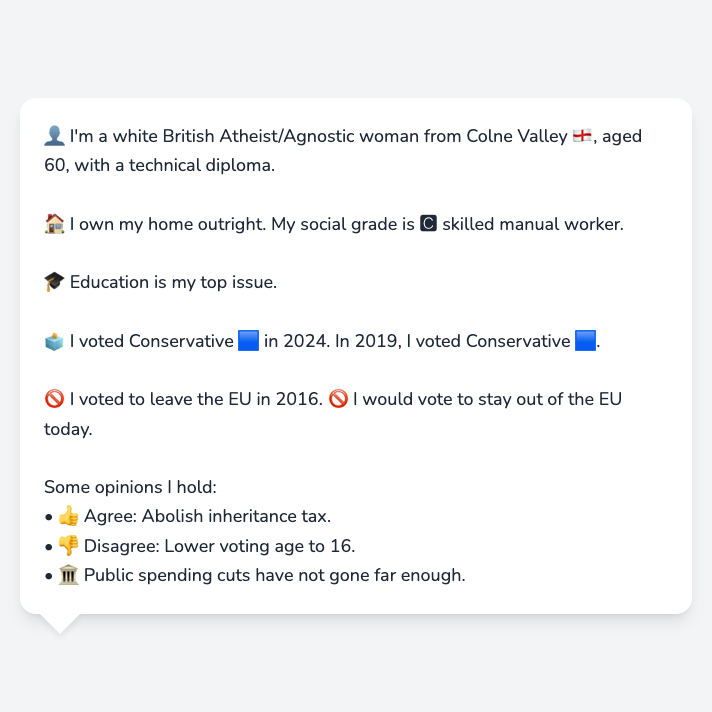 👤 I'm a white British Atheist/Agnostic woman from Colne Valley 🏴󠁧󠁢󠁥󠁮󠁧󠁿, aged
60, with a technical diploma.
🏠 I own my home outright. My social grade is 🅲 skilled manual worker.
🎓 Education is my top issue.
🗳️ I voted Conservative 🟦 in 2024. In 2019, I voted Conservative 🟦.
🚫 I voted to leave the EU in 2016. 🚫 I would vote to stay out of the EU
today.
Some opinions I hold:
• 👍 Agree: Abolish inheritance tax.
• 👎 Disagree: Lower voting age to 16.
• 🏛️ Public spending cuts have not gone far enough.